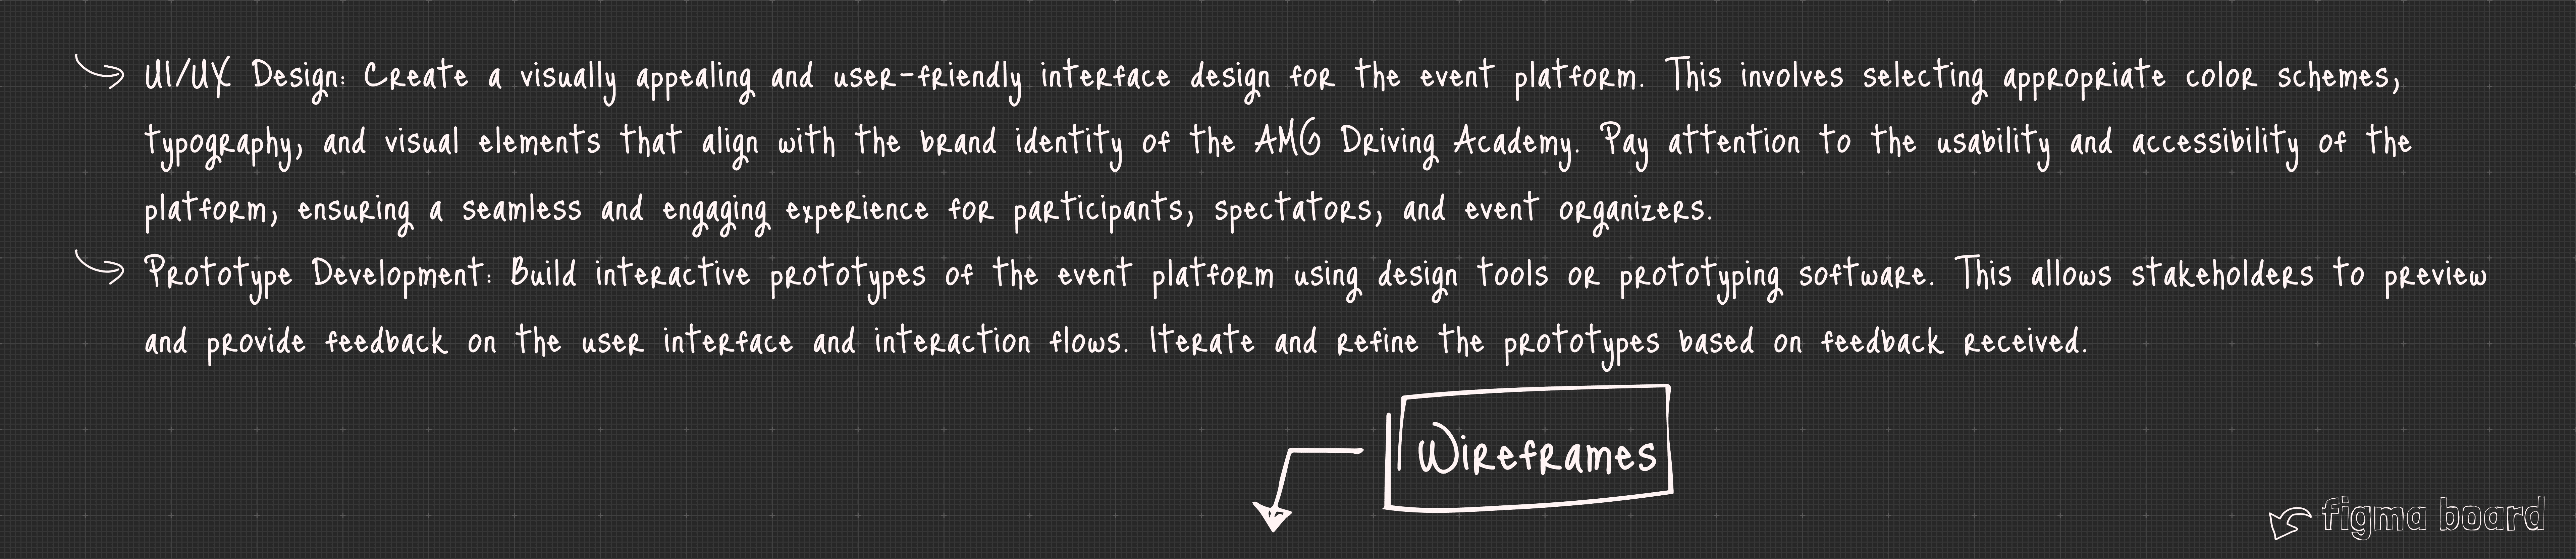 UI/UX Design: Create a visually appealing and user-friendly interface design for the event platform. This involves selecting appropriate color schemes,
typography, and visual elements that align with the brand identity of the AMG Driving Academy. Pay attention to the usability and accessibility of the
platform, ensuring a seamless and engaging experience for participants, spectators, and event organizers.
Prototype Development: Build interactive prototypes of the event platform using design tools or prototyping software. This allows stakeholders to preview
and provide feedback on the user interface and interaction flows. Iterate and refine the prototypes based on feedback received.
Wireframes
figma board